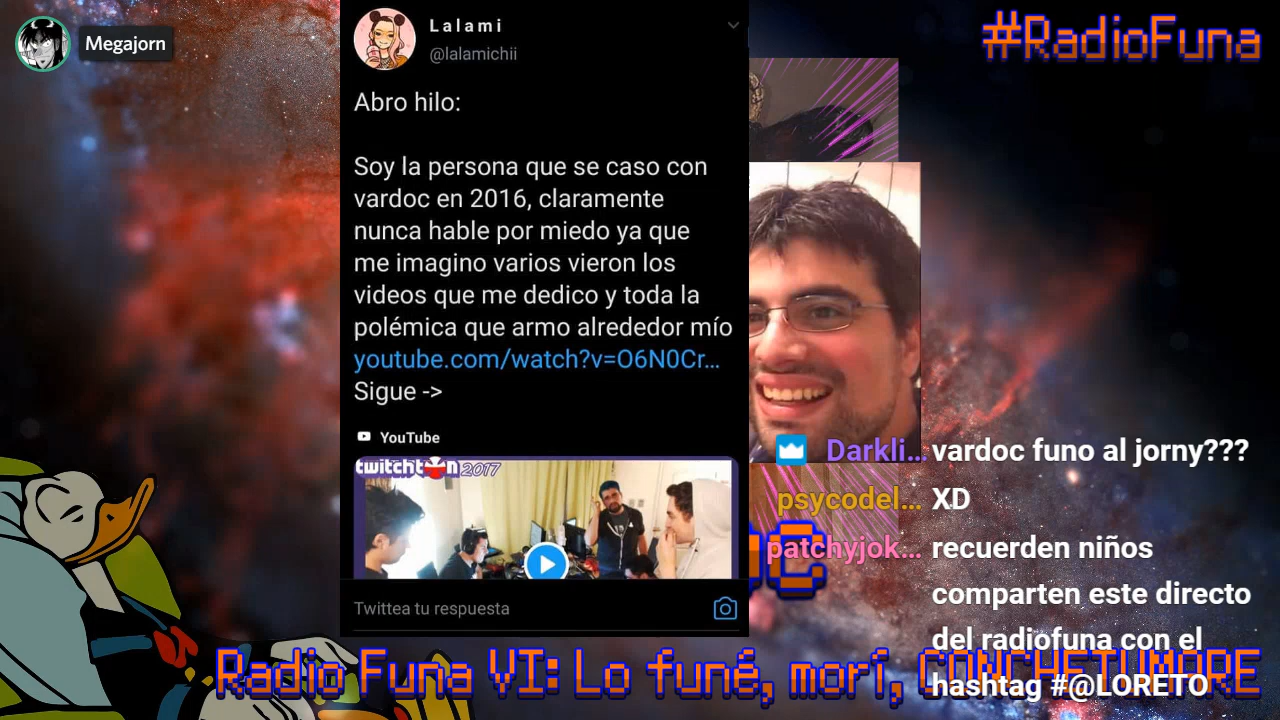 Megajorn
#RadioFuna
Lalami
@lalamichii
Abro hilo:
Soy la persona que se caso con
vardoc en 2016, claramente
nunca hable por miedo ya que
me imagino varios vieron los
videos que me dedico y toda la
polémica que armo alrededor mío
youtube.com/watch?v=O6N0Cr...
Sigue ->
YouTube
twitchton 2017
Twittea tu respuesta
Darkli... vardoc funo al jorny???
psycodel... XD
patchyjok... recuerden niños
comparten este directo
del radiofuna con el
hashtag #@LORETO
Radio Funa VI: Lo funé, morí, CONCHETUMORE